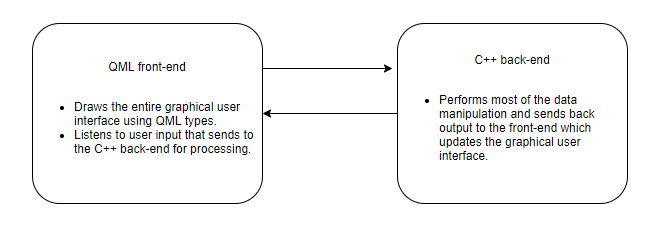 QML front-end
• Draws the entire graphical user
interface using QML types.
• Listens to user input that sends to
the C++ back-end for processing.
C++ back-end
• Performs most of the data
manipulation and sends back
output to the front-end which
updates the graphical user
interface.